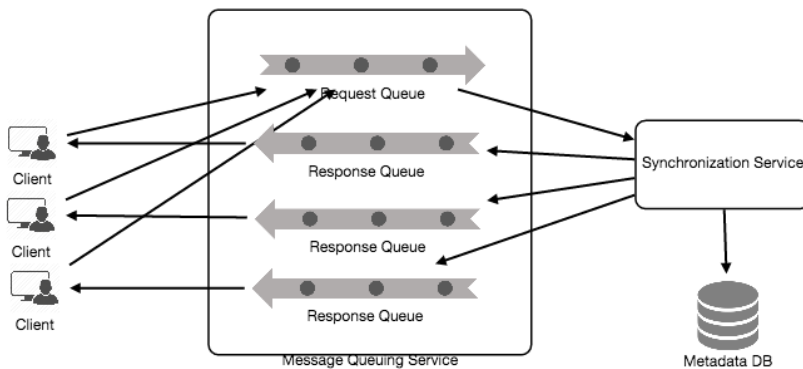 Request Queue
Client
Response Queue
Synchronization Service
Client
Response Queue
Client
Response Queue
Message Queuing Service
Metadata DB